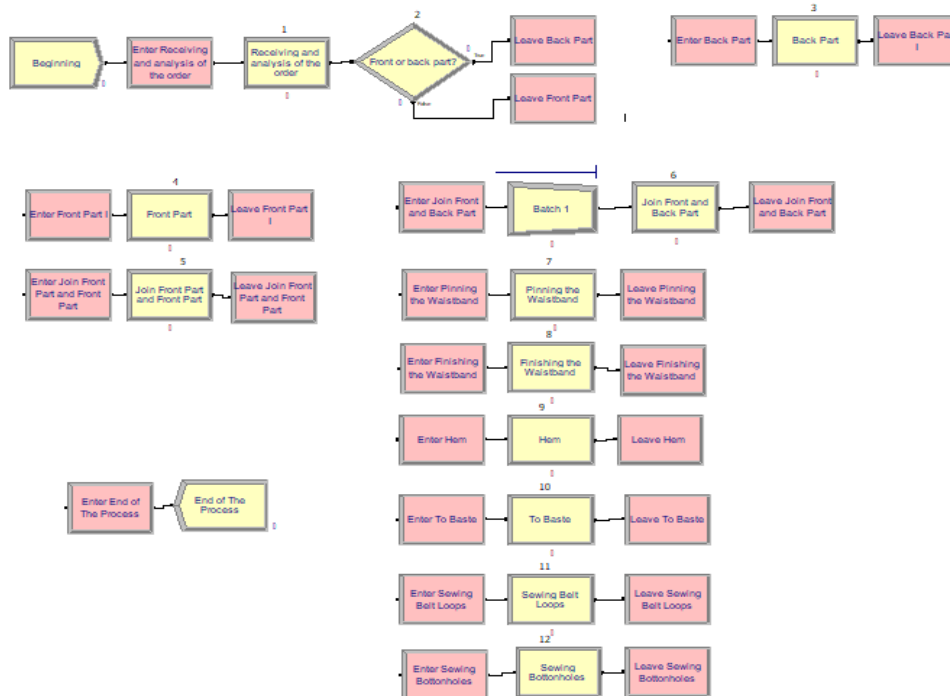 1
2
3
Beginning
Enter Receiving
and analysis of
the order
Receiving and
analysis of the
order
Front or back part?
True
False
Leave Back Part
Leave Front Part
Enter Back Part
Back Part
Leave Back Part
I
4
Enter Front Part I
Front Part
Leave Front Part
I
5
Enter Join Front
Part and Front
Part
Join Front Part
and Front Part
Leave Join Front
Part and Front
Part
6
Enter Join Front
and Back Part
Batch 1
Join Front and
Back Part
Leave Join Front
and Back Part
7
Enter Pinning
the Waistband
Pinning the
Waistband
Leave Pinning
the Waistband
8
Enter Finishing
the Waistband
Finishing the
Waistband
Leave Finishing
the Waistband
9
Enter Hem
Hem
Leave Hem
Enter End of
The Process
End of The
Process
10
Enter To Baste
To Baste
Leave To Baste
11
Enter Sewing
Belt Loops
Sewing Belt
Loops
Leave Sewing
Belt Loops
12
Enter Sewing
Bottonholes
Sewing
Bottonholes
Leave Sewing
Bottonholes